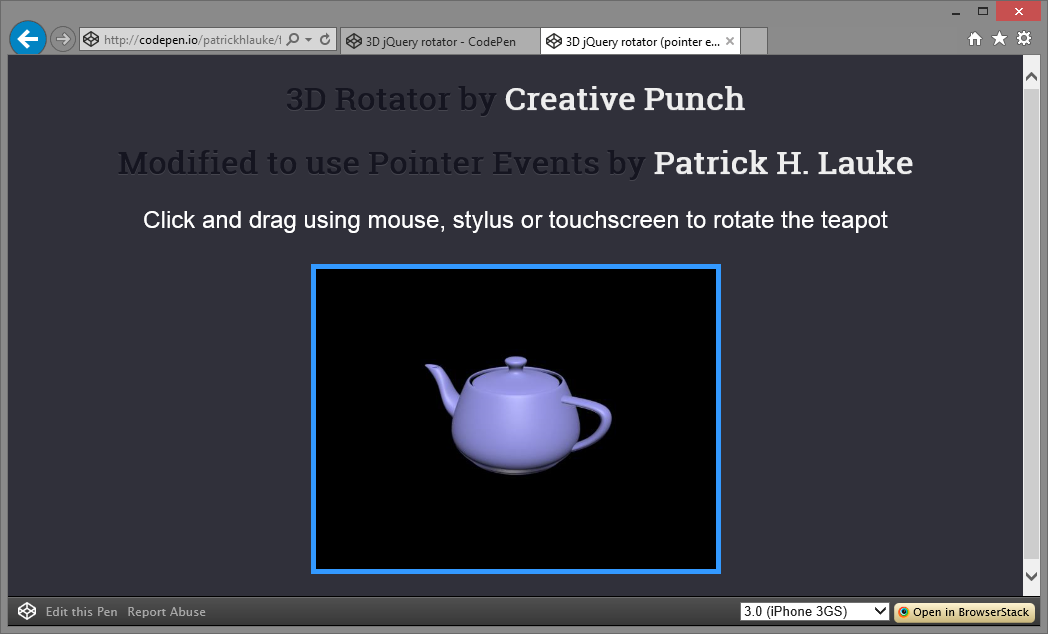 http://codepen.io/patrickhlauke/f
3D jQuery rotator - CodePen
3D jQuery rotator (pointer e...
3D Rotator by Creative Punch
Modified to use Pointer Events by Patrick H. Lauke
Click and drag using mouse, stylus or touchscreen to rotate the teapot
Edit this Pen
Report Abuse
3.0 (iPhone 3GS)
Open in BrowserStack